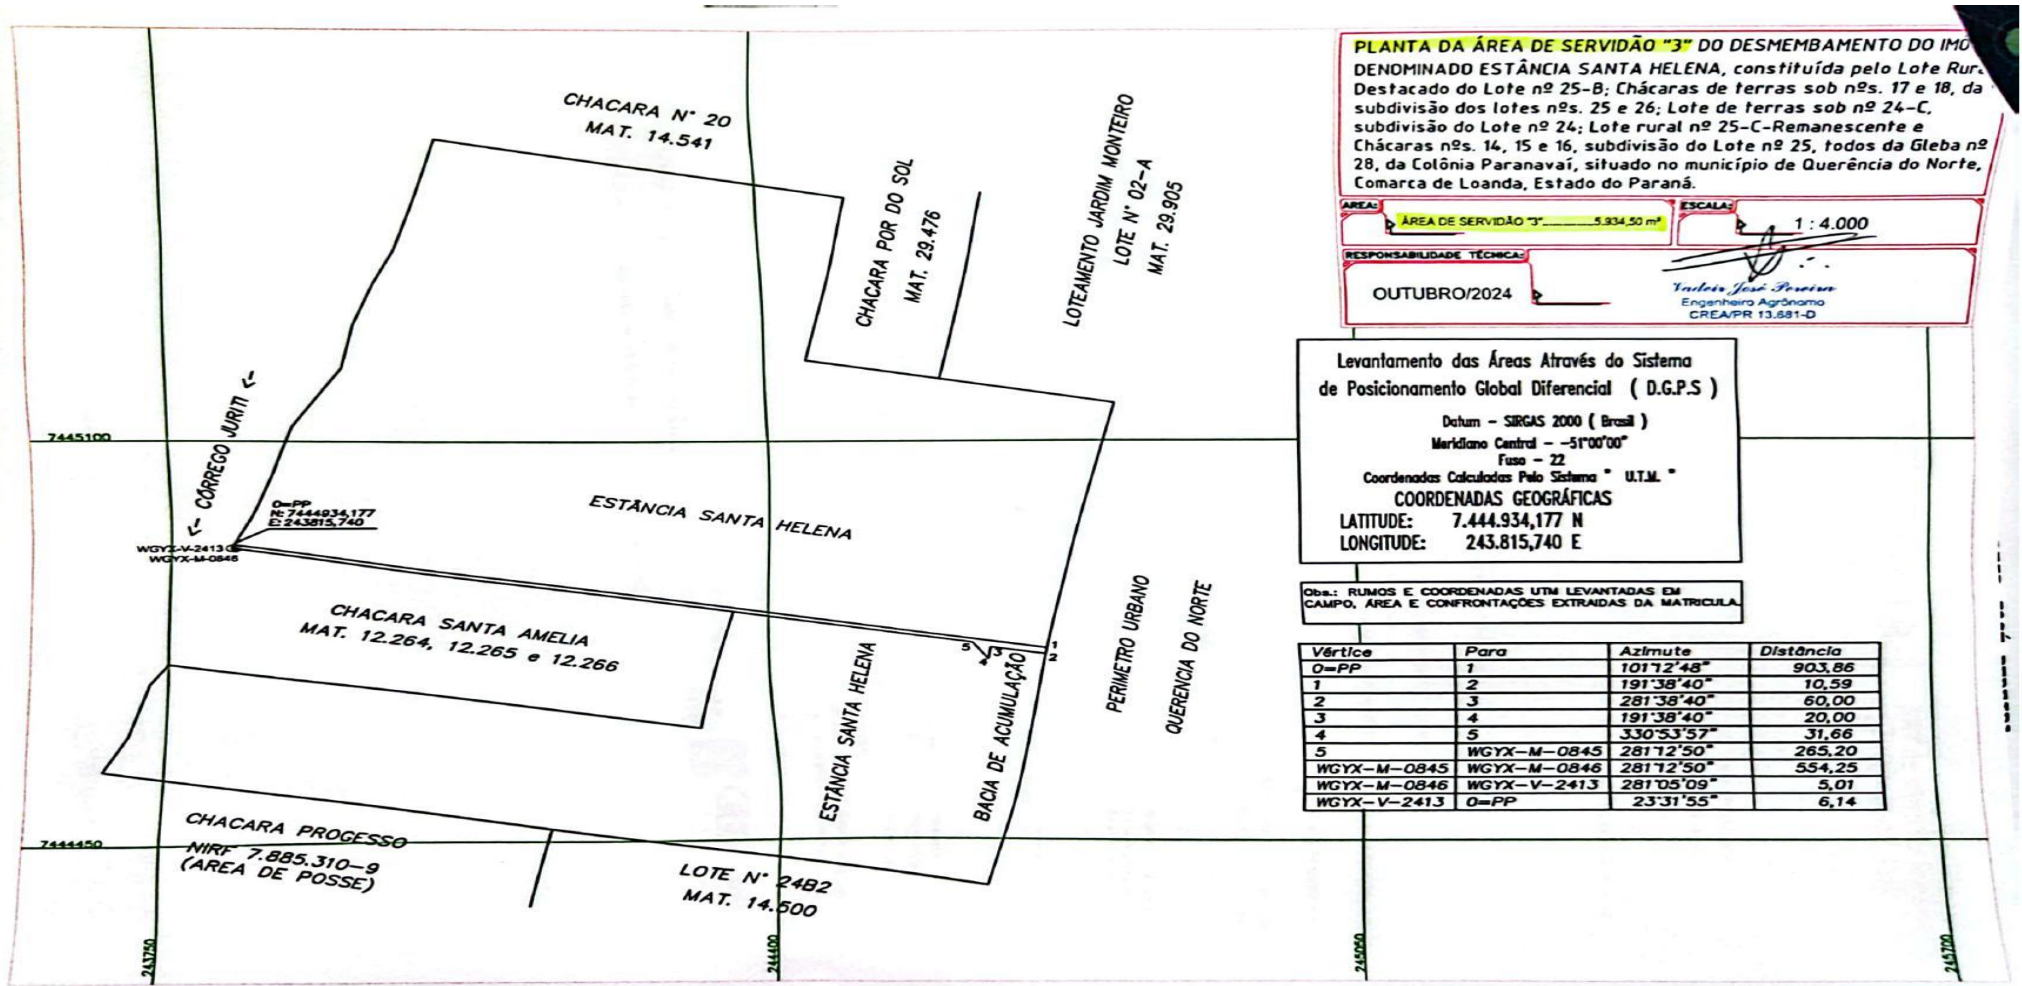 PLANTA DA ÁREA DE SERVIDÃO "3" DO DESMEMBAMENTO DO IMÓ
DENOMINADO ESTÂNCIA SANTA HELENA, constituída pelo Lote Rur
Destacado do Lote nº 25-B; Chácaras de terras sob nºs. 17 e 18, da
subdivisão dos lotes nºs. 25 e 26; Lote de terras sob nº 24-C,
subdivisão do Lote nº 24; Lote rural nº 25-C-Remanescente e
Chácaras nºs. 14, 15 e 16, subdivisão do Lote nº 25, todos da Gleba nº
28, da Colônia Paranavaí, situado no município de Querência do Norte,
Comarca de Loanda, Estado do Paraná.
AREA:
ÁREA DE SERVIDÃO "3"..............5.934,50 m²
ESCALA:
1 : 4.000
RESPONSABILIDADE TÉCNICA:
OUTUBRO/2024
Engenheiro Agrônomo
CREA/PR 13.681-D
CHACARA N° 20
MAT. 14.541
CHACARA POR DO SOL
MAT. 29.476
LOTEAMENTO JARDIM MONTEIRO
LOTE N° 02-A
MAT. 29.905
<- CÓRREGO JURITI <-
7445100
O=PP
N: 7444934,177
E: 243815,740
WGYX-V-2413
WGYX-M-0846
ESTÂNCIA SANTA HELENA
CHACARA SANTA AMELIA
MAT. 12.264, 12.265 e 12.266
5
4
3
1
2
ESTÂNCIA SANTA HELENA
BACIA DE ACUMULAÇÃO
PERIMETRO URBANO
QUERENCIA DO NORTE
7444450
CHACARA PROGESSO
NIRF 7.885.310-9
(AREA DE POSSE)
LOTE N° 24B2
MAT. 14.500
243750
244400
245050
245700
Levantamento das Áreas Através do Sistema
de Posicionamento Global Diferencial ( D.G.P.S )
Datum - SIRGAS 2000 ( Brasil )
Meridiano Central - -51°00'00"
Fuso - 22
Coordenadas Calculadas Pelo Sistema " U.T.M. "
COORDENADAS GEOGRÁFICAS
LATITUDE: 7.444.934,177 N
LONGITUDE: 243.815,740 E
Obs.: RUMOS E COORDENADAS UTM LEVANTADAS EM
CAMPO, ÁREA E CONFRONTAÇÕES EXTRAIDAS DA MATRICULA
Vértice Para Azimute Distância
O=PP 1 101°12'48" 903,86
1 2 191°38'40" 10,59
2 3 281°38'40" 60,00
3 4 191°38'40" 20,00
4 5 330°53'57" 31,66
5 WGYX-M-0845 281°12'50" 265,20
WGYX-M-0845 WGYX-M-0846 281°12'50" 554,25
WGYX-M-0846 WGYX-V-2413 281°05'09" 5,01
WGYX-V-2413 O=PP 23°31'55" 6,14